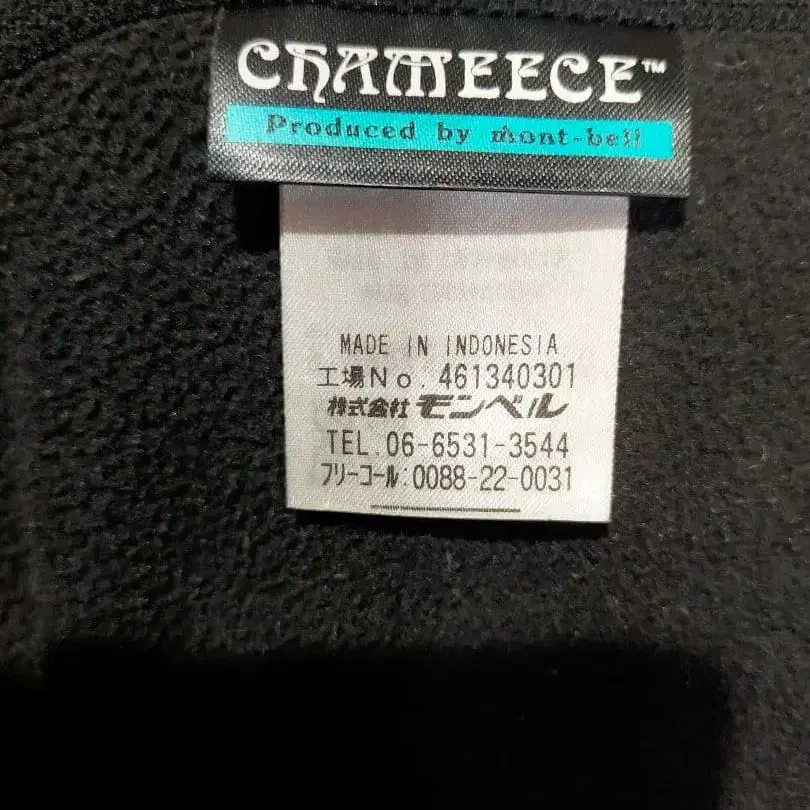 CHAMEECE™
Produced by mont-bell
MADE IN INDONESIA
工場No.461340301
株式会社 モンベル
TEL.06-6531-3544
フリーコール:0088-22-0031